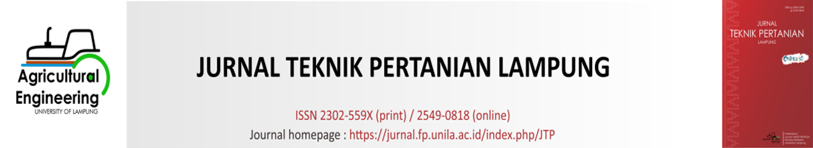 Agricultural
Engineering
UNIVERSITY OF LAMPUNG
JURNAL TEKNIK PERTANIAN LAMPUNG
ISSN 2302-559X (print) / 2549-0818 (online)
Journal homepage : https://jurnal.fp.unila.ac.id/index.php/JTP
JURNAL
TEKNIK PERTANIAN
LAMPUNG